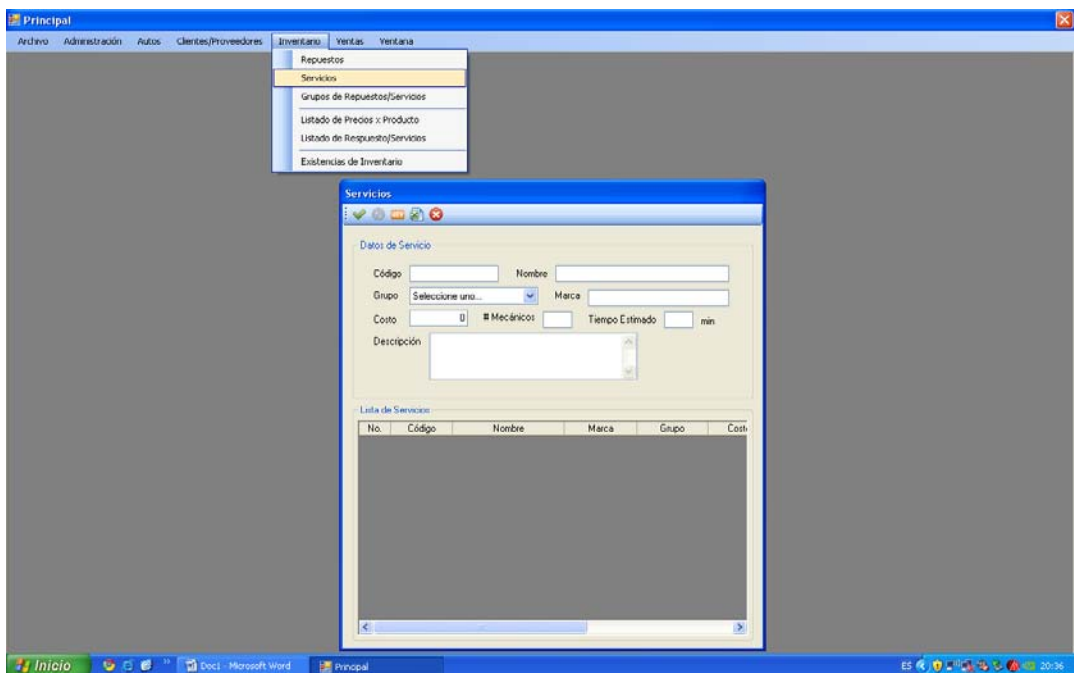 Principal
Archivo Administración Autos Clientes/Proveedores Inventario Ventas Ventana
Repuestos
Servicios
Grupos de Repuestos/Servicios
Listado de Precios x Producto
Listado de Respuesto/Servicios
Existencias de Inventario
Servicios
Datos de Servicio
Código Nombre
Grupo Seleccione uno... Marca
Costo 0 # Mecánicos Tiempo Estimado min
Descripción
Lista de Servicios
No. Código Nombre Marca Grupo Costo
Inicio Doc1 - Microsoft Word Principal ES 20:36